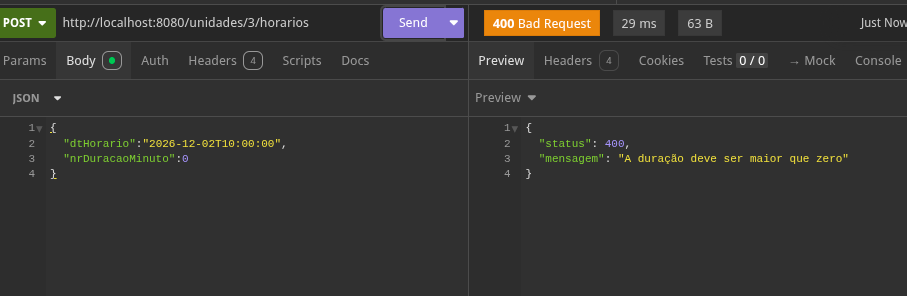 POST http://localhost:8080/unidades/3/horarios Send 400 Bad Request 29 ms 63 B Just Now
Params Body Auth Headers 4 Scripts Docs Preview Headers 4 Cookies Tests 0 / 0 → Mock Console
JSON Preview
1 {
2 "dtHorario":"2026-12-02T10:00:00",
3 "nrDuracaoMinuto":0
4 }
1 {
2 "status": 400,
3 "mensagem": "A duração deve ser maior que zero"
4 }